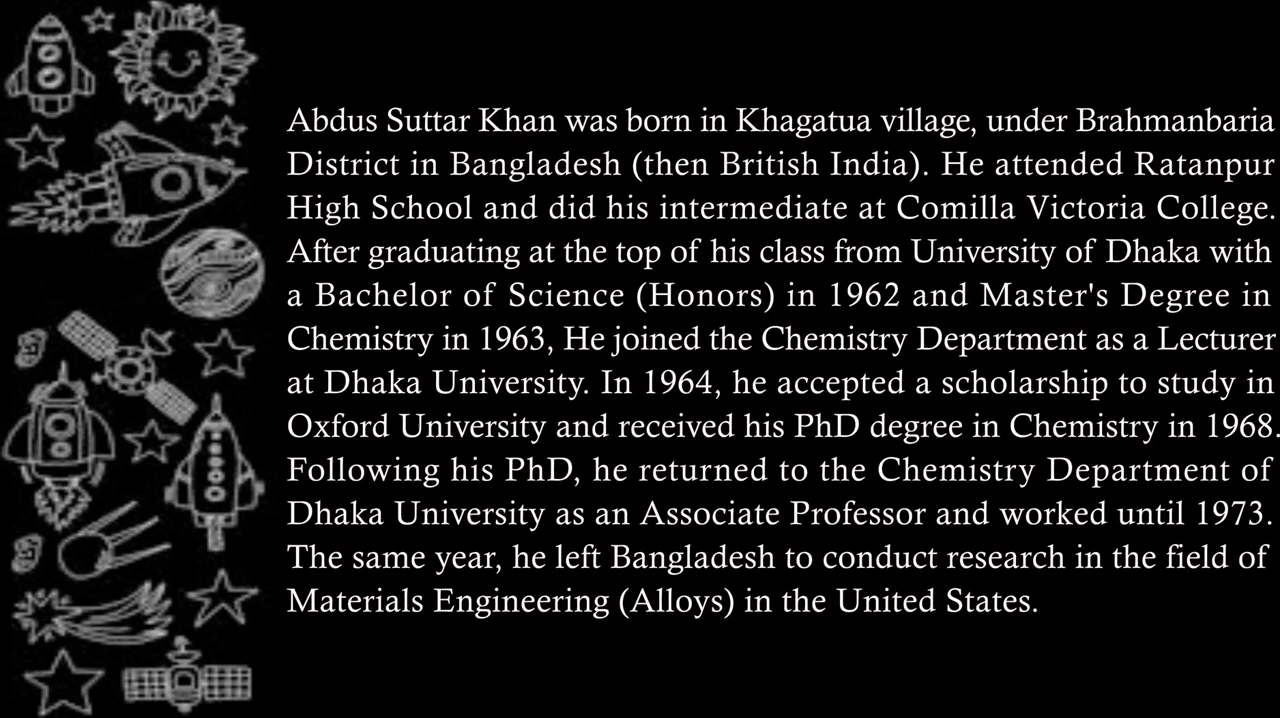 Abdus Suttar Khan was born in Khagatua village, under Brahmanbaria
District in Bangladesh (then British India). He attended Ratanpur
High School and did his intermediate at Comilla Victoria College.
After graduating at the top of his class from University of Dhaka with
a Bachelor of Science (Honors) in 1962 and Master's Degree in
Chemistry in 1963, He joined the Chemistry Department as a Lecturer
at Dhaka University. In 1964, he accepted a scholarship to study in
Oxford University and received his PhD degree in Chemistry in 1968.
Following his PhD, he returned to the Chemistry Department of
Dhaka University as an Associate Professor and worked until 1973.
The same year, he left Bangladesh to conduct research in the field of
Materials Engineering (Alloys) in the United States.